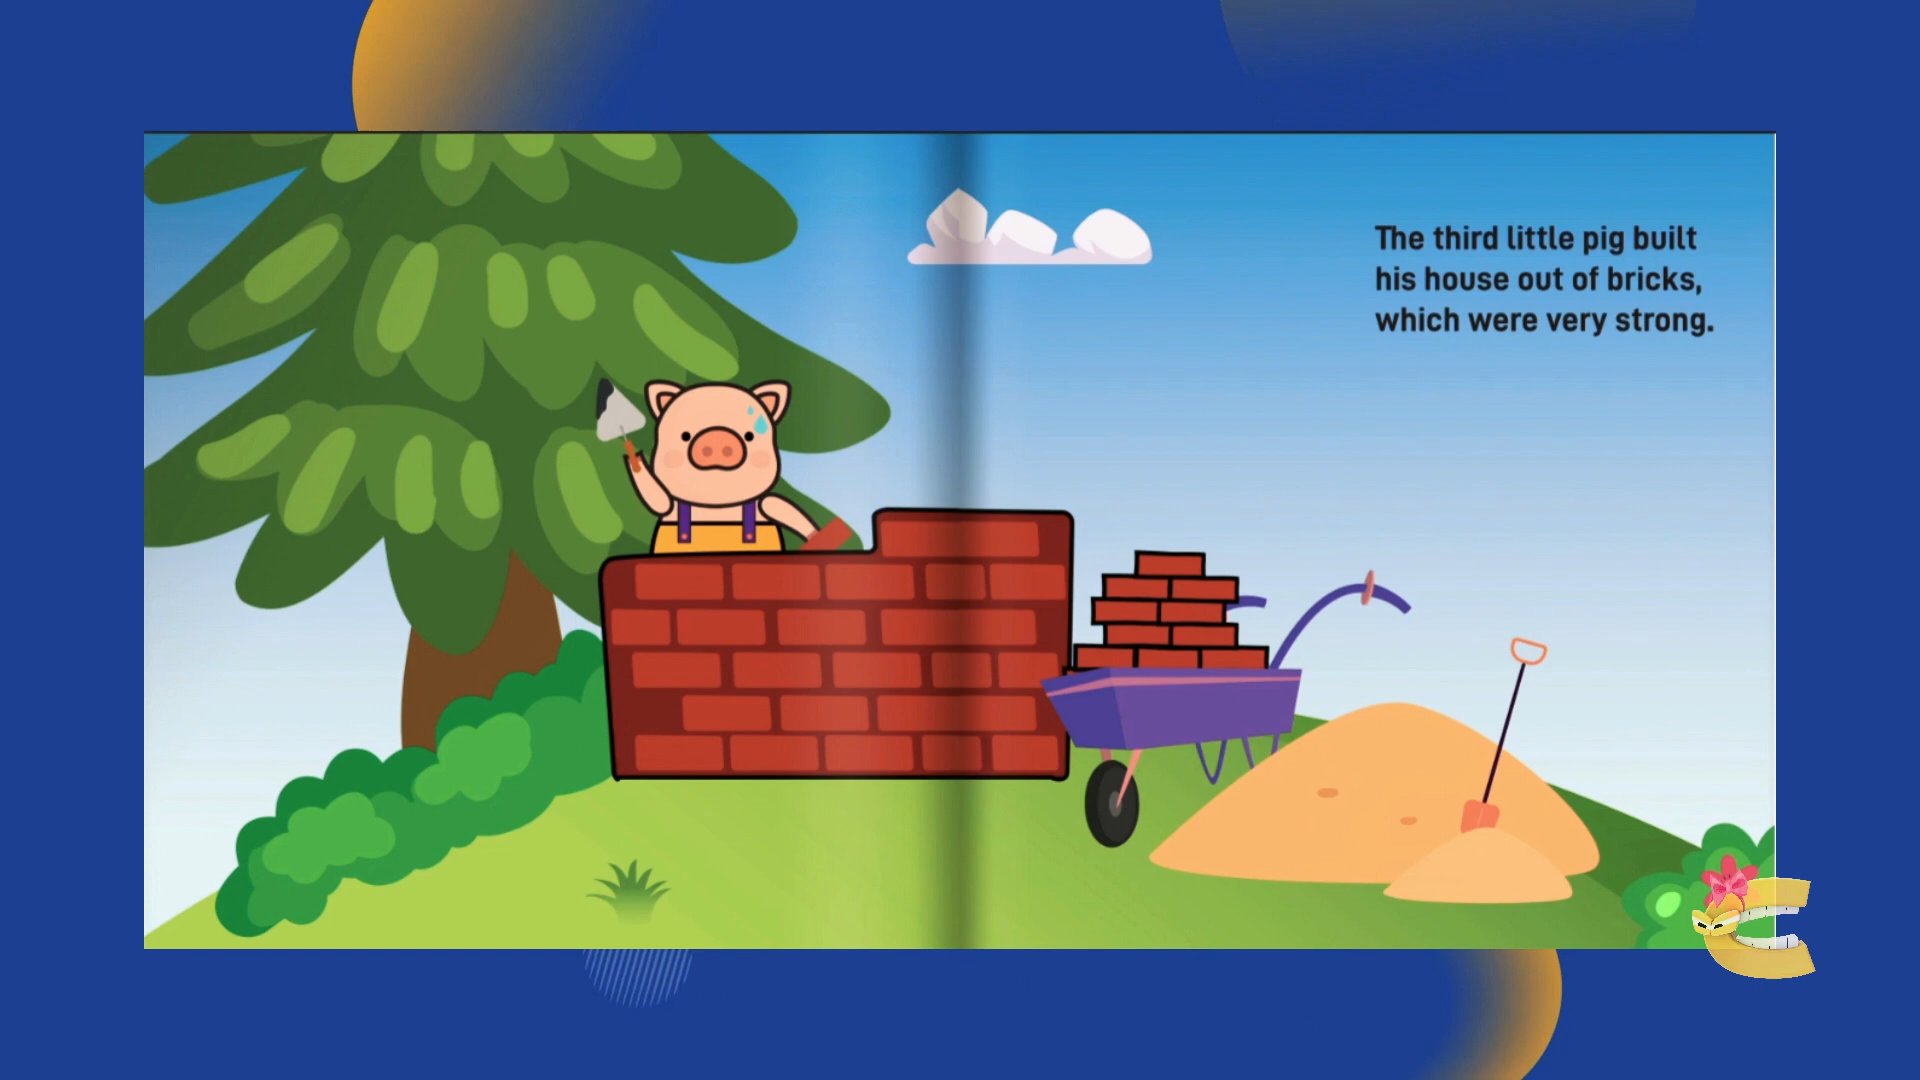 The third little pig built
his house out of bricks,
which were very strong.